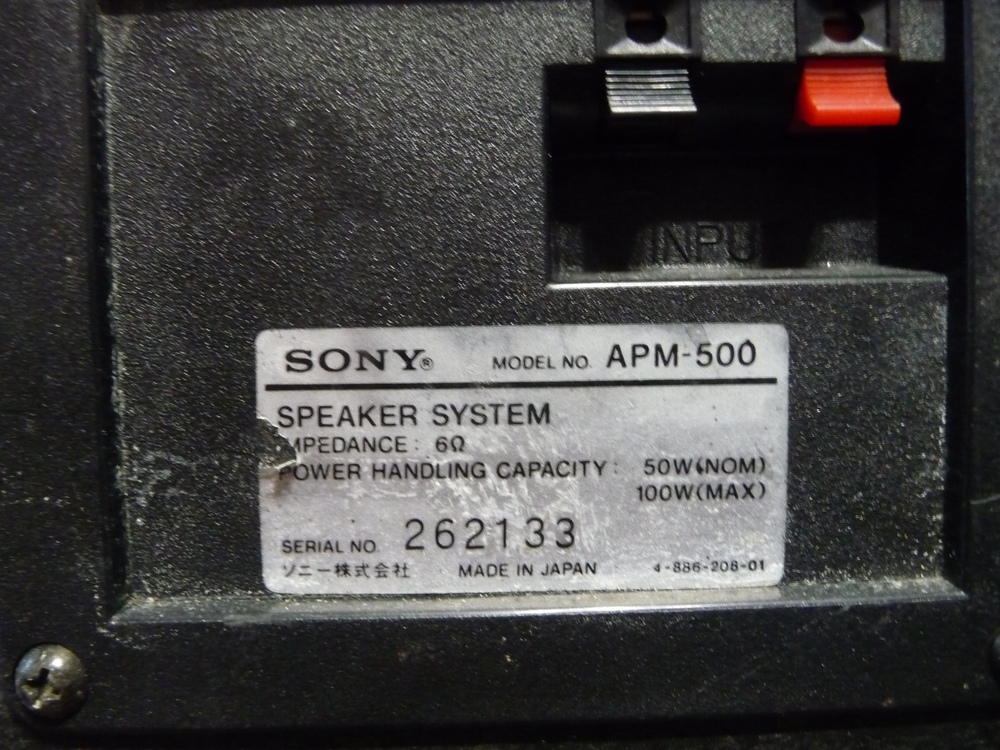 INPU
SONY® MODEL NO. APM-500
SPEAKER SYSTEM
MPEDANCE: 6Ω
POWER HANDLING CAPACITY: 50W(NOM)
100W(MAX)
SERIAL NO. 262133
ソニー株式会社 MADE IN JAPAN 4-886-208-01